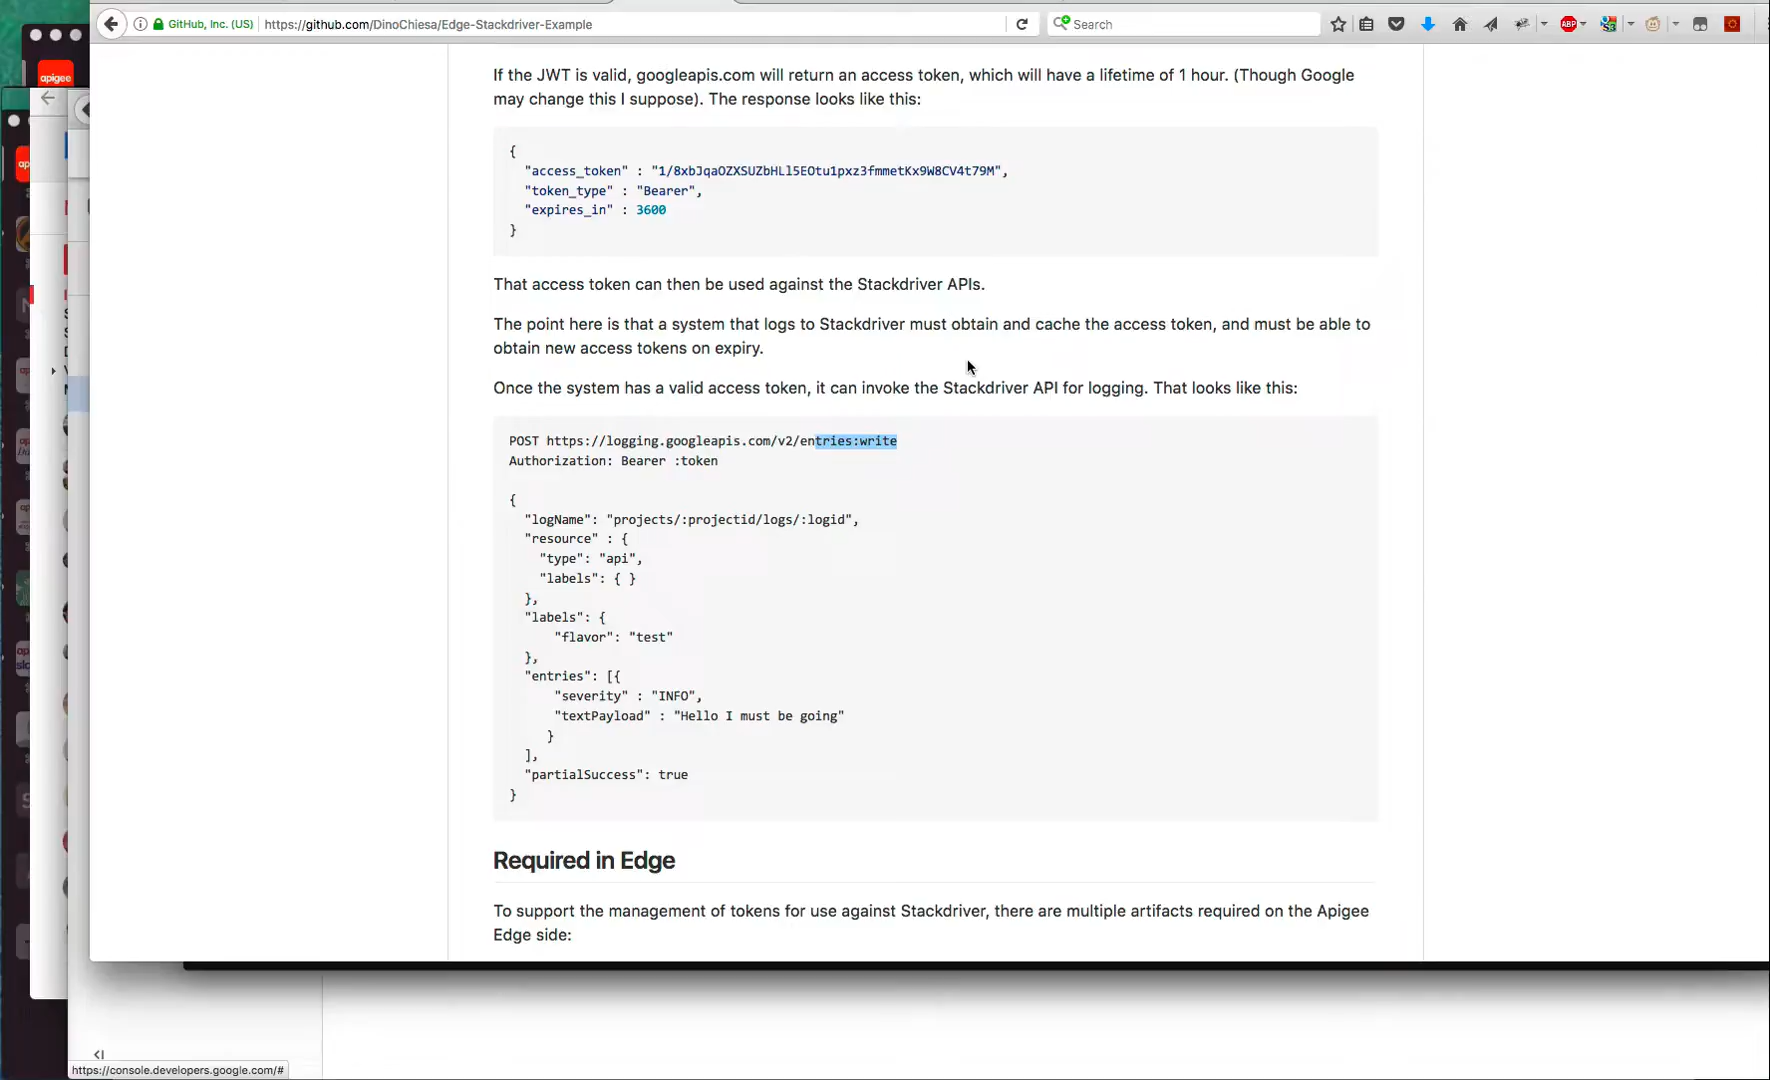 GitHub, Inc. (US)
https://github.com/DinoChiesa/Edge-Stackdriver-Example
Search
ABP
apigee
If the JWT is valid, googleapis.com will return an access token, which will have a lifetime of 1 hour. (Though Google
may change this I suppose). The response looks like this:
{
"access_token" : "1/8xbJqaOZXSUZbHLl5EOtu1pxz3fmmetKx9W8CV4t79M",
"token_type" : "Bearer",
"expires_in" : 3600
}
That access token can then be used against the Stackdriver APIs.
The point here is that a system that logs to Stackdriver must obtain and cache the access token, and must be able to
obtain new access tokens on expiry.
Once the system has a valid access token, it can invoke the Stackdriver API for logging. That looks like this:
POST https://logging.googleapis.com/v2/entries:write
Authorization: Bearer :token
{
"logName": "projects/:projectid/logs/:logid",
"resource" : {
"type": "api",
"labels": { }
},
"labels": {
"flavor": "test"
},
"entries": [{
"severity" : "INFO",
"textPayload" : "Hello I must be going"
}
],
"partialSuccess": true
}
Required in Edge
To support the management of tokens for use against Stackdriver, there are multiple artifacts required on the Apigee
Edge side:
https://console.developers.google.com/#